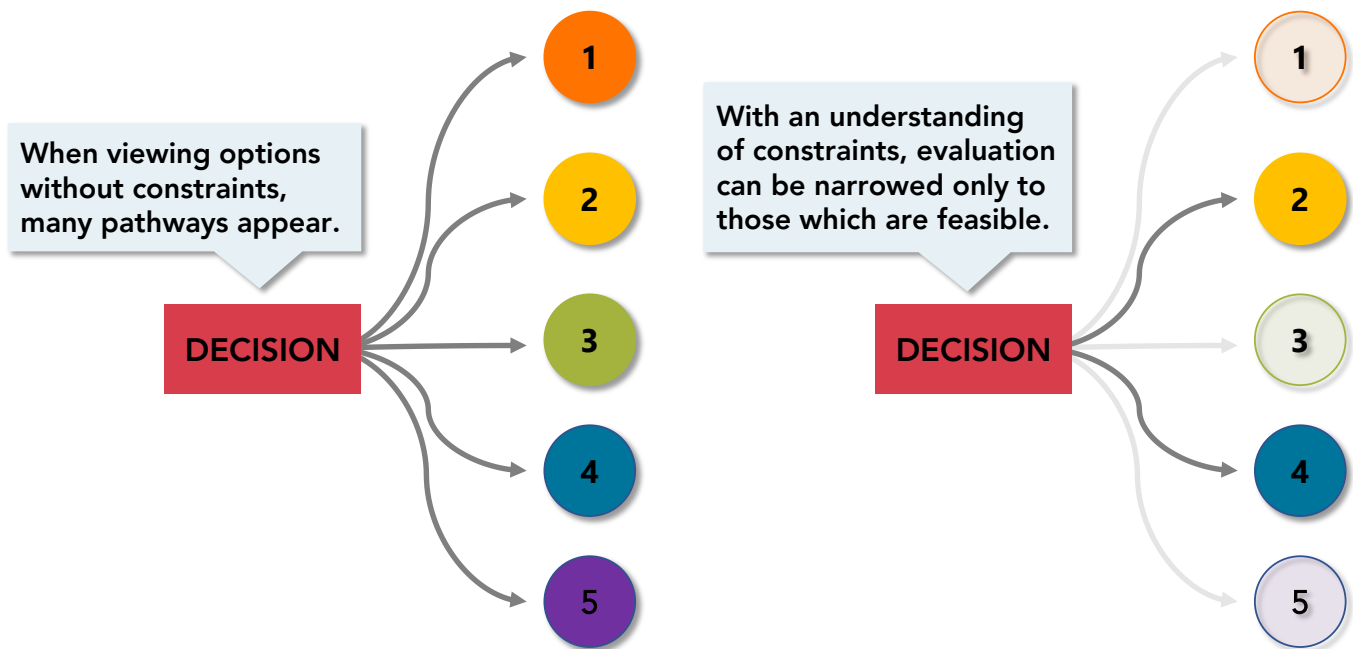 When viewing options
without constraints,
many pathways appear.
DECISION
1
2
3
4
5
With an understanding
of constraints, evaluation
can be narrowed only to
those which are feasible.
DECISION
1
2
3
4
5